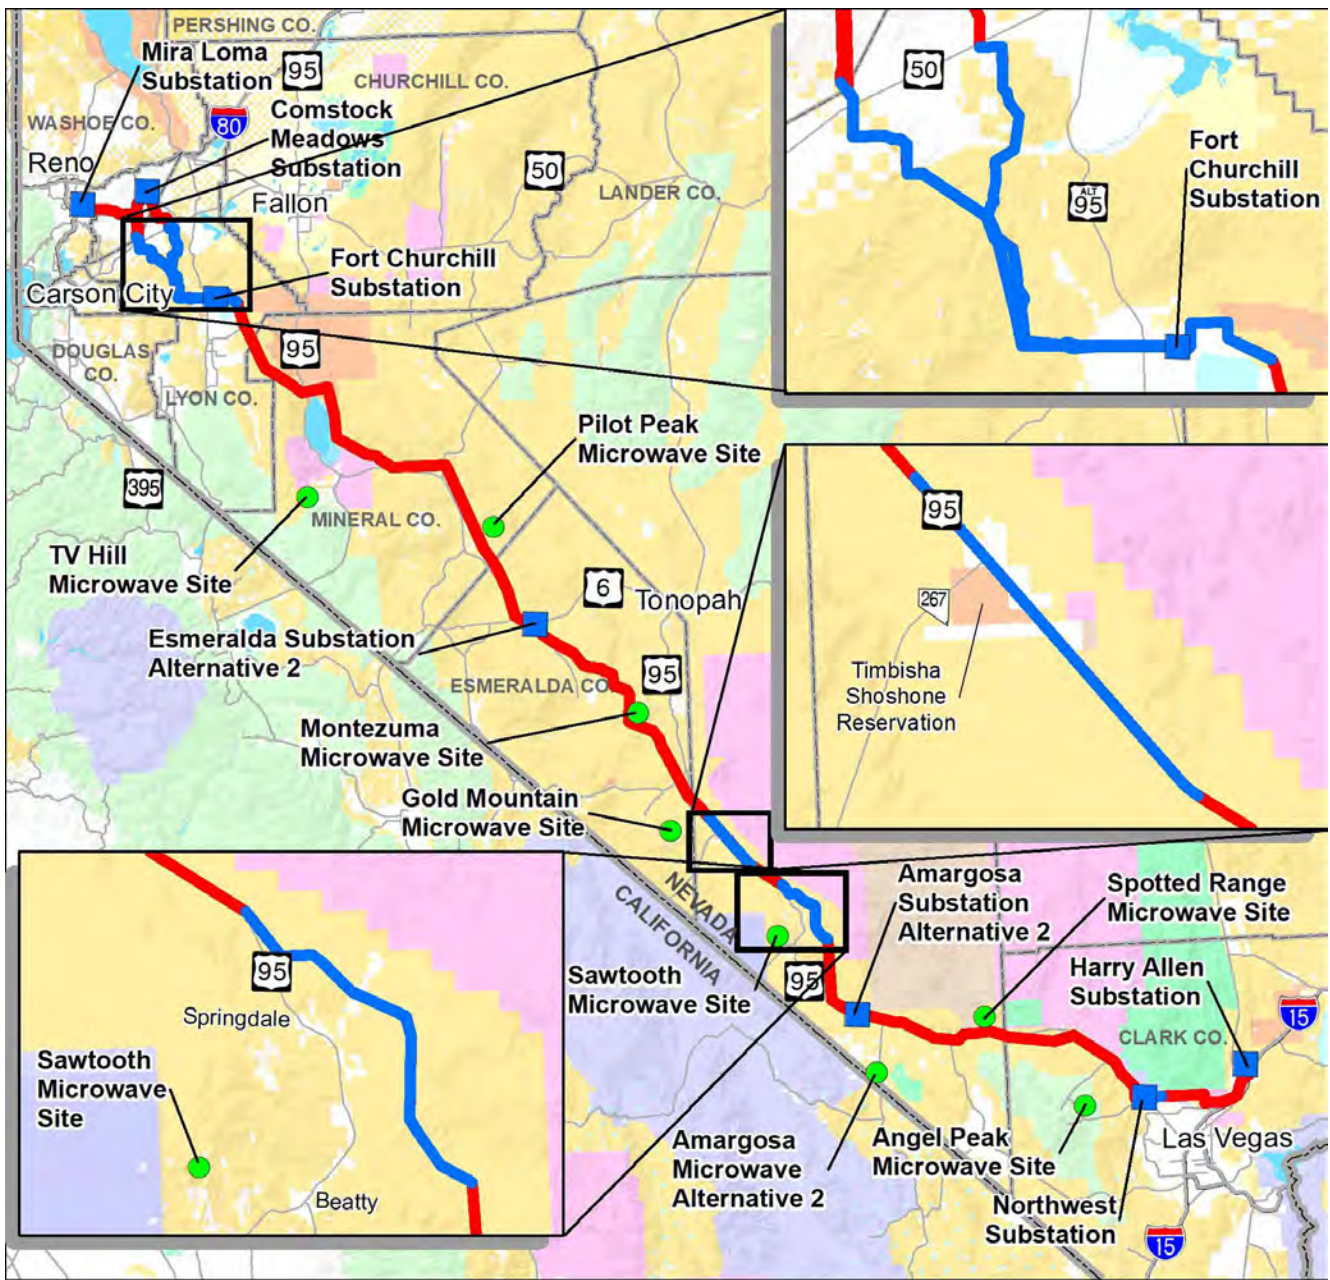 PERSHING CO.
Mira Loma
Substation
95
CHURCHILL CO.
WASHOE CO.
80
Comstock
Meadows
Substation
Reno
50
LANDER CO.
Fallon
Fort Churchill
Substation
Carson City
95
DOUGLAS
CO.
LYON CO.
50
ALT
95
Fort
Churchill
Substation
Pilot Peak
Microwave Site
395
MINERAL CO.
TV Hill
Microwave Site
6
Tonopah
Esmeralda Substation
Alternative 2
95
ESMERALDA CO.
Montezuma
Microwave Site
Gold Mountain
Microwave Site
95
267
Timbisha
Shoshone
Reservation
NEVADA
CALIFORNIA
Amargosa
Substation
Alternative 2
Spotted Range
Microwave Site
Sawtooth
Microwave Site
95
Harry Allen
Substation
15
CLARK CO.
95
Springdale
Sawtooth
Microwave
Site
Beatty
Amargosa
Microwave
Alternative 2
Angel Peak
Microwave Site
Las Vegas
Northwest
Substation
15